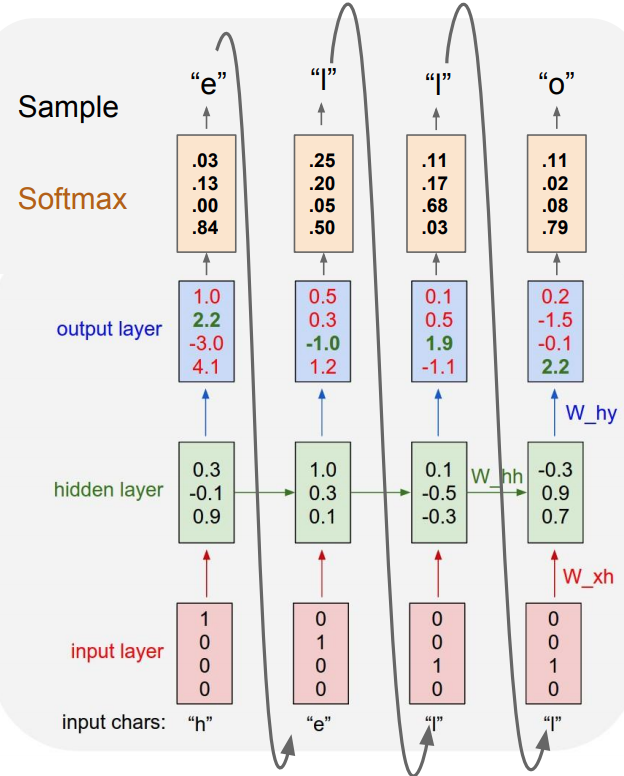 “e” “l” “l” “o”
Sample
.03 .25 .11 .11
.13 .20 .17 .02
Softmax
.00 .05 .68 .08
.84 .50 .03 .79
1.0 0.5 0.1 0.2
output layer 2.2 0.3 0.5 -1.5
-3.0 -1.0 1.9 -0.1
4.1 1.2 -1.1 2.2
W_hy
0.3 1.0 0.1 W_hh -0.3
hidden layer -0.1 0.3 -0.5 0.9
0.9 0.1 -0.3 0.7
W_xh
1 0 0 0
input layer 0 1 0 0
0 0 1 1
0 0 0 0
input chars: “h” “e” “l” “l”